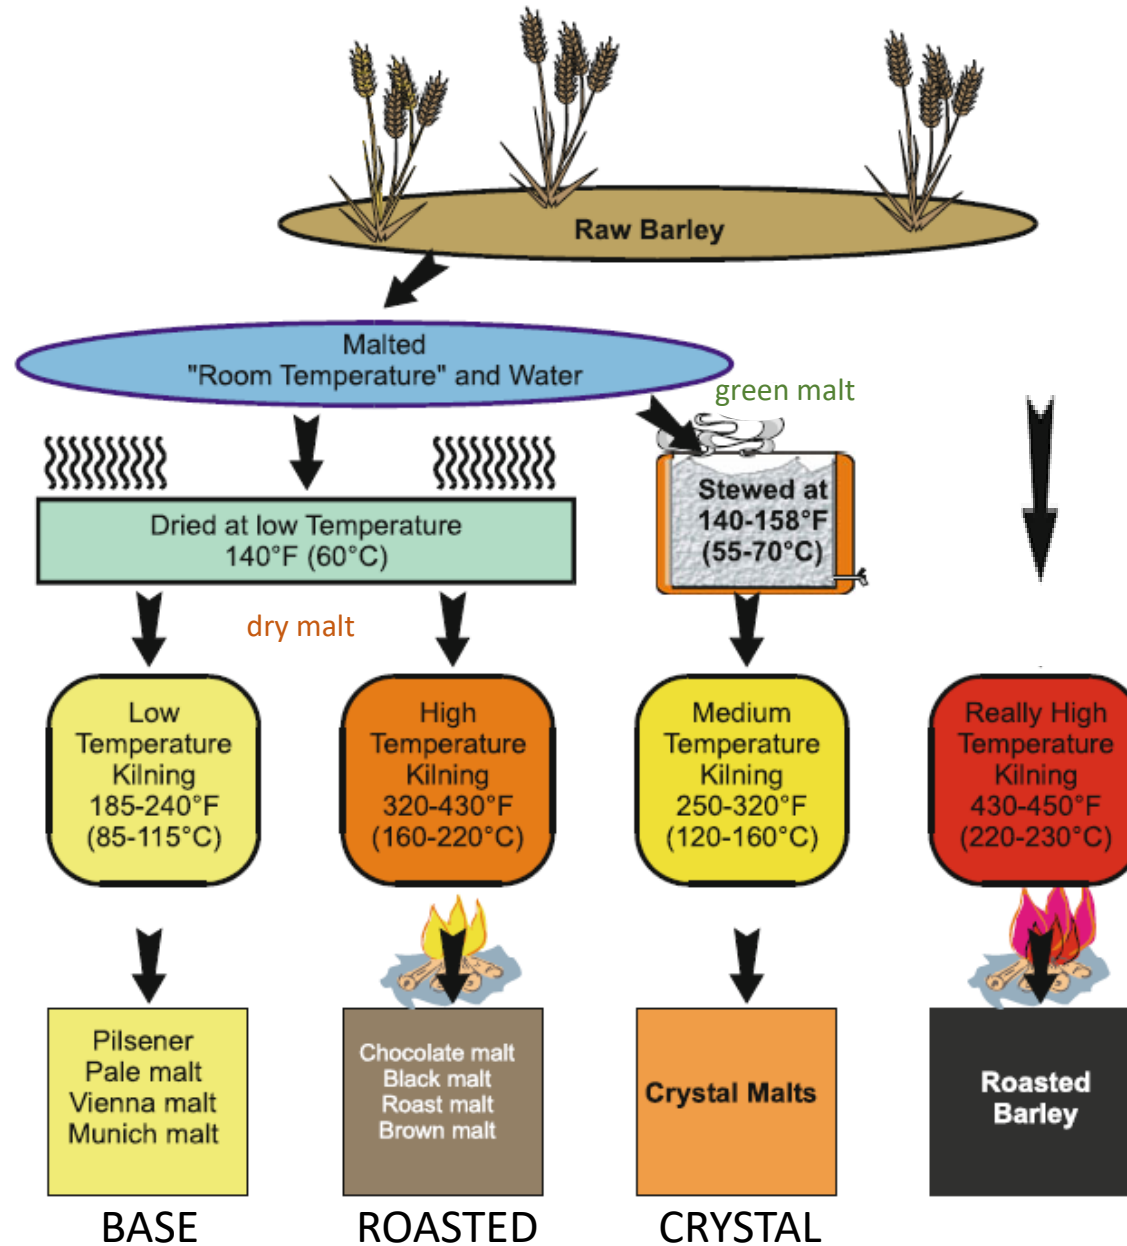 Raw Barley
Malted
"Room Temperature" and Water
green malt
Stewed at
140-158°F
(55-70°C)
Dried at low Temperature
140°F (60°C)
dry malt
Low
Temperature
Kilning
185-240°F
(85-115°C)
High
Temperature
Kilning
320-430°F
(160-220°C)
Medium
Temperature
Kilning
250-320°F
(120-160°C)
Really High
Temperature
Kilning
430-450°F
(220-230°C)
Pilsener
Pale malt
Vienna malt
Munich malt
Chocolate malt
Black malt
Roast malt
Brown malt
Crystal Malts
Roasted
Barley
BASE
ROASTED
CRYSTAL